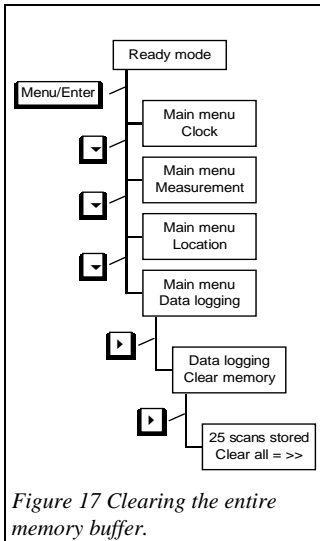 Ready mode
Menu/Enter
Main menu
Clock
Main menu
Measurement
Main menu
Location
Main menu
Data logging
Data logging
Clear memory
25 scans stored
Clear all = >>
Figure 17 Clearing the entire
memory buffer.